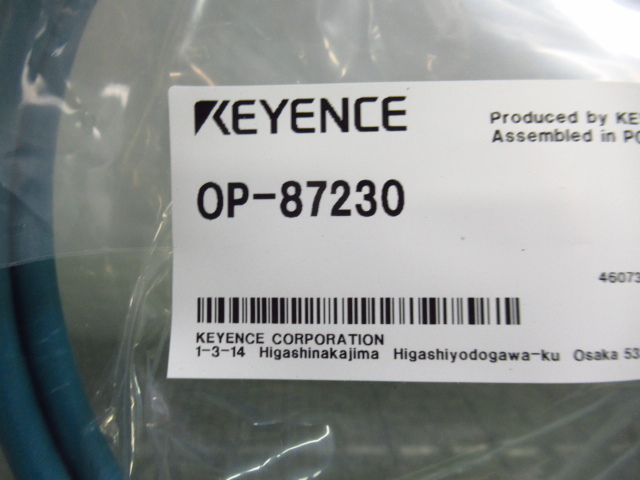 KEYENCE
Produced by KE
Assembled in P
OP-87230
46073
KEYENCE CORPORATION
1-3-14 Higashinakajima Higashiyodogawa-ku Osaka 53